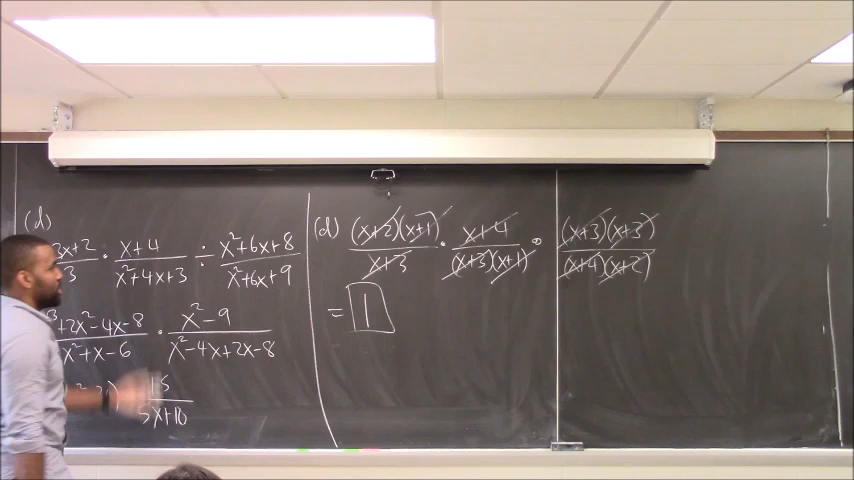 (d)
3x+2/3 · x+4/x²+4x+3 ÷ x²+6x+8/x²+6x+9
+2x²-4x-8/x²+x-6 · x²-9/x²-4x+2x-8
15/5x+10
(d) (x+2)(x+1)/x+3 · x+4/(x+3)(x+1) · (x+3)(x+3)/(x+4)(x+2)
= 1